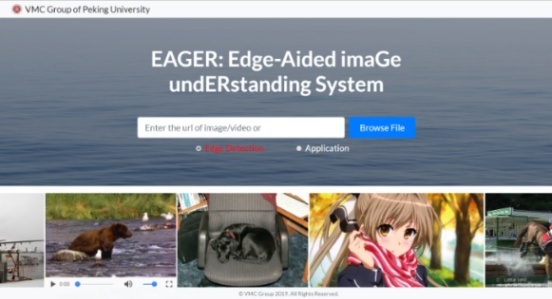 VMC Group of Peking University
EAGER: Edge-Aided imaGe
undERstanding System
Enter the url of image/video or
Browse File
Edge Detection
Application
0:00
© VMC Group 2019. All Rights Reserved.